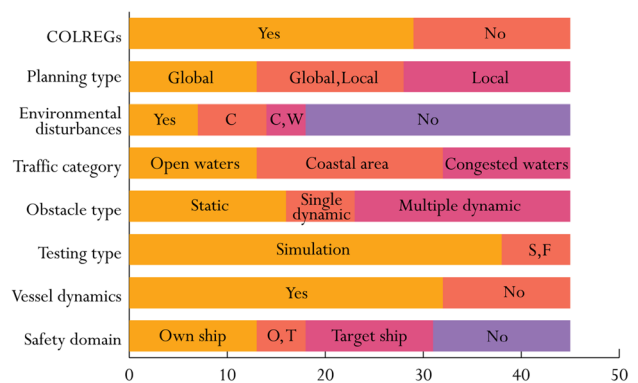 COLREGs Yes No
Planning type Global Global,Local Local
Environmental
disturbances Yes C C,W No
Traffic category Open waters Coastal area Congested waters
Obstacle type Static Single
dynamic Multiple dynamic
Testing type Simulation S,F
Vessel dynamics Yes No
Safety domain Own ship O,T Target ship No
0 10 20 30 40 50